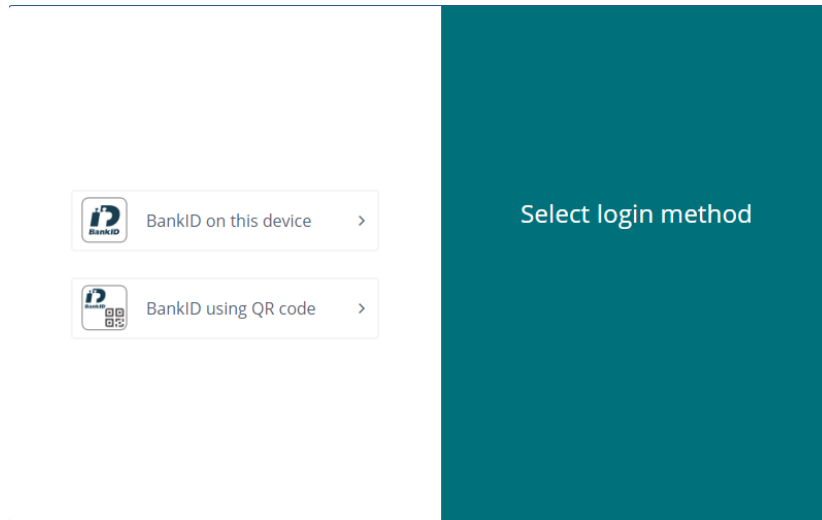 BankID
BankID on this device
BankID
BankID using QR code
Select login method